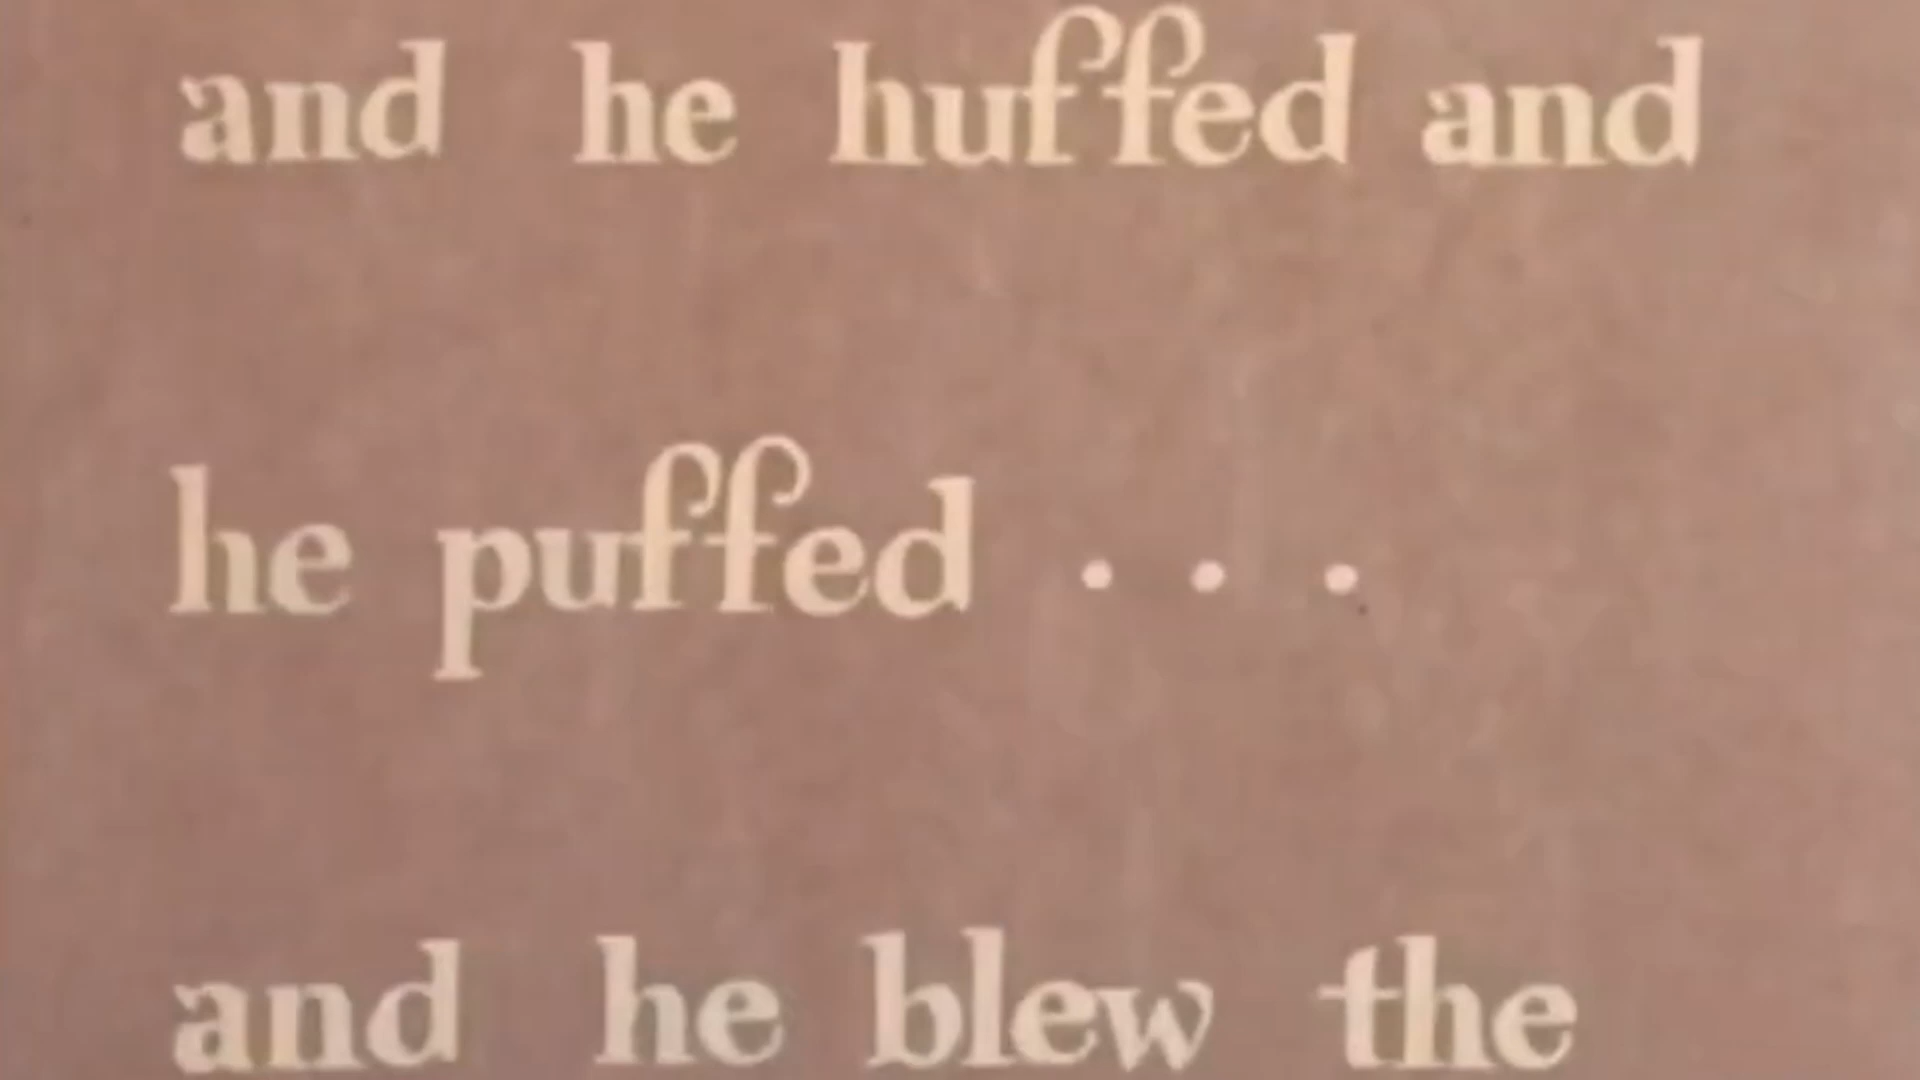 and he huffed and
he puffed . . .
and he blew the